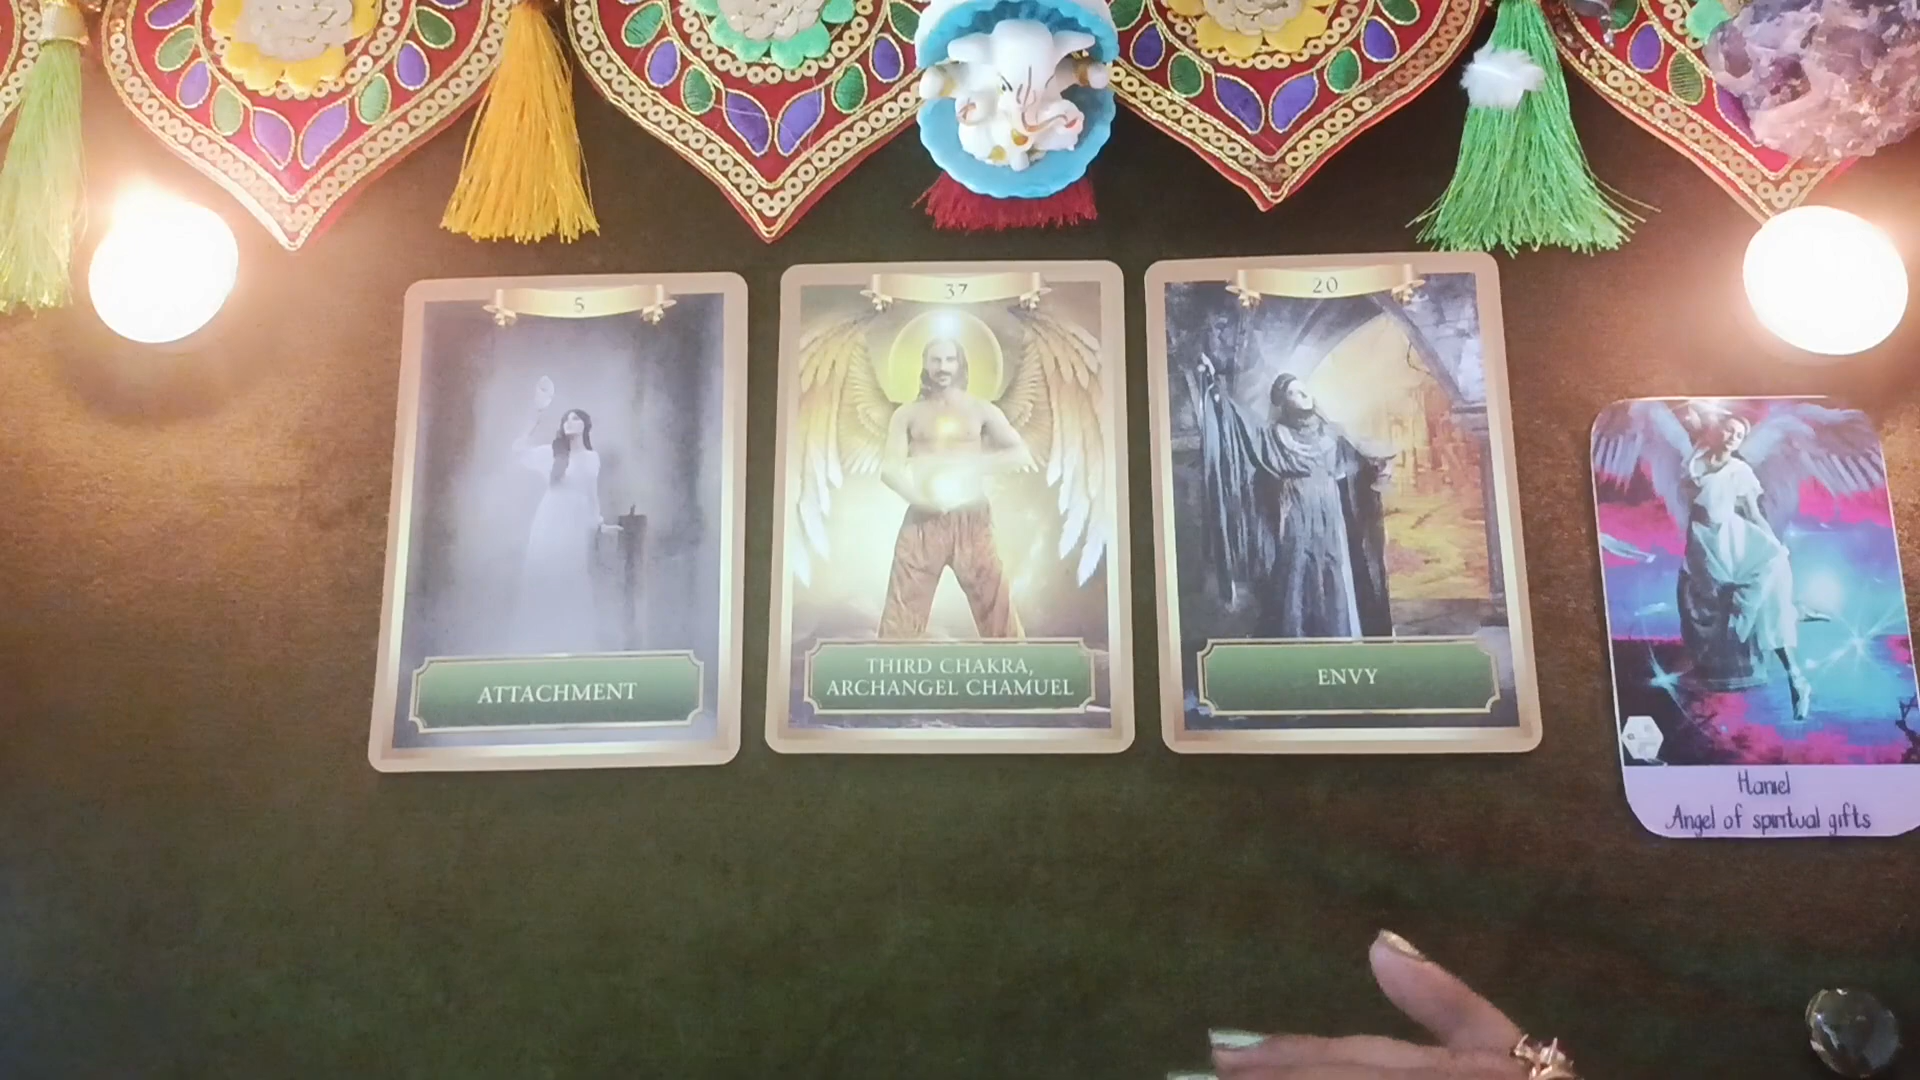 5
ATTACHMENT
37
THIRD CHAKRA,
ARCHANGEL CHAMUEL
20
ENVY
Haniel
Angel of spiritual gifts